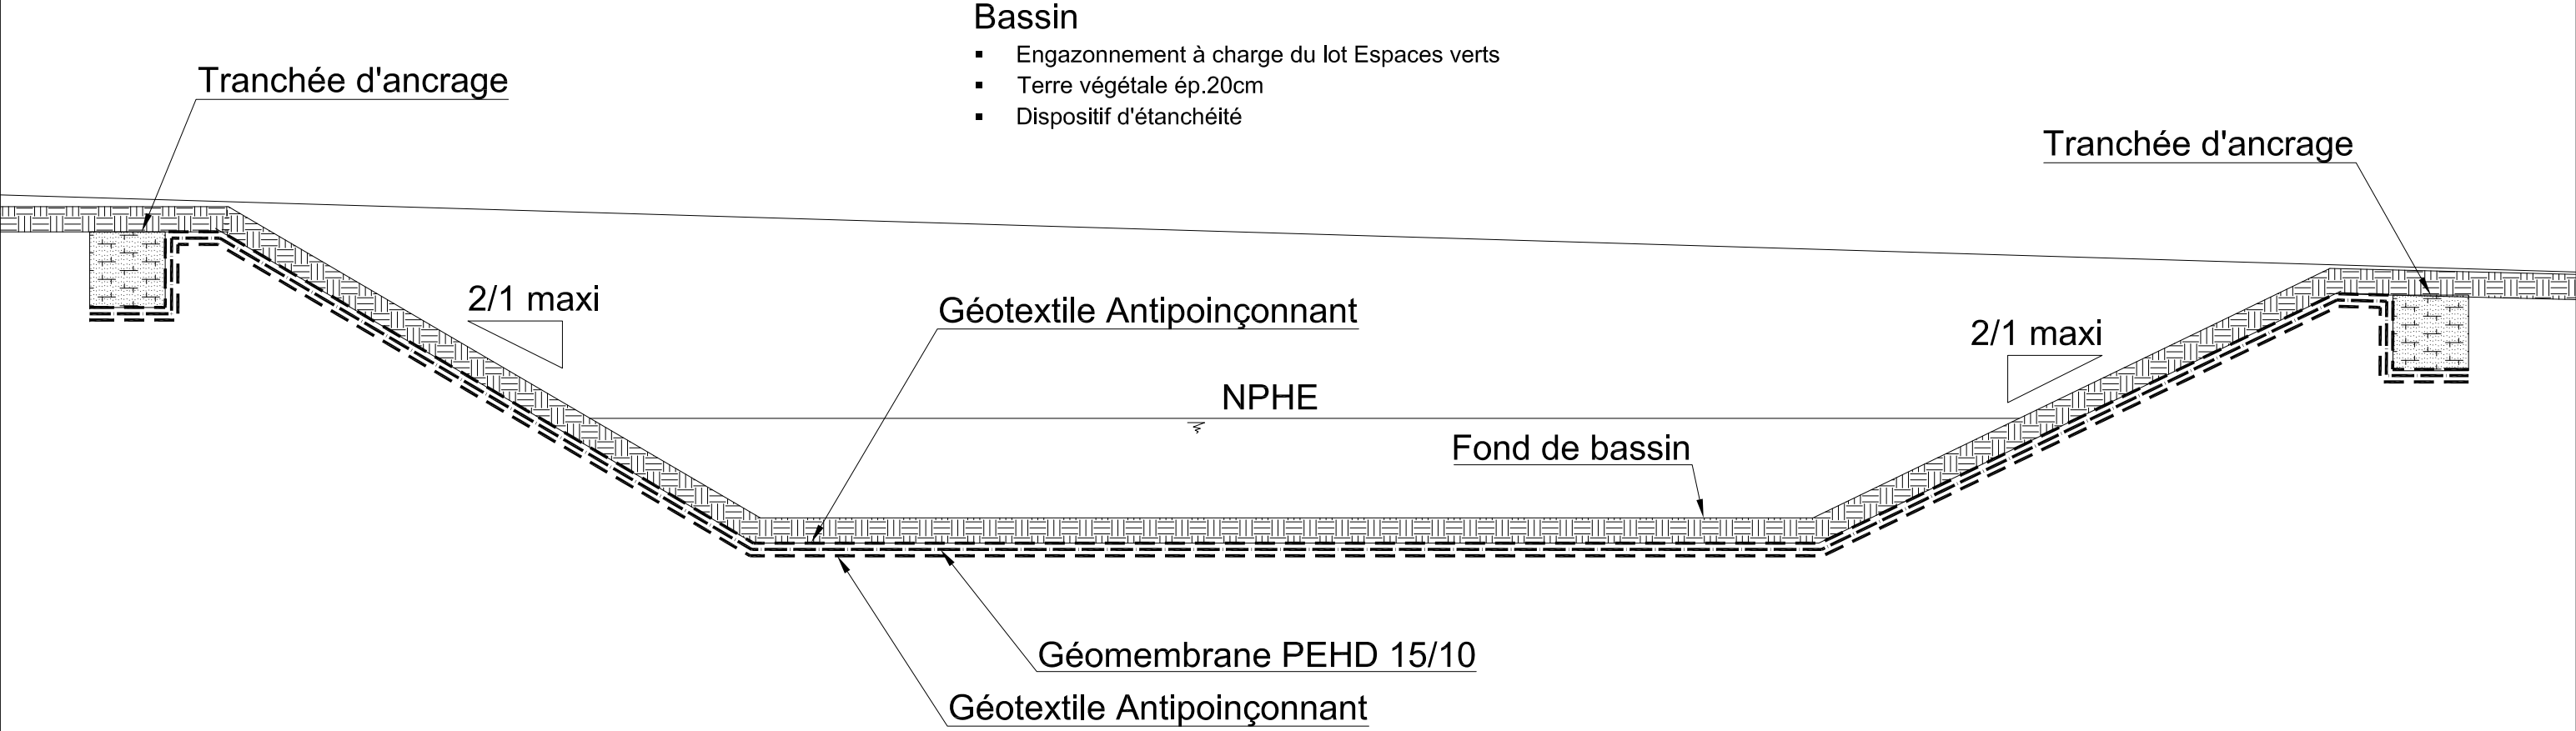 Bassin
▪ Engazonnement à charge du lot Espaces verts
▪ Terre végétale ép.20cm
▪ Dispositif d'étanchéité
Tranchée d'ancrage
Tranchée d'ancrage
2/1 maxi
Géotextile Antipoinçonnant
2/1 maxi
NPHE
Fond de bassin
Géomembrane PEHD 15/10
Géotextile Antipoinçonnant